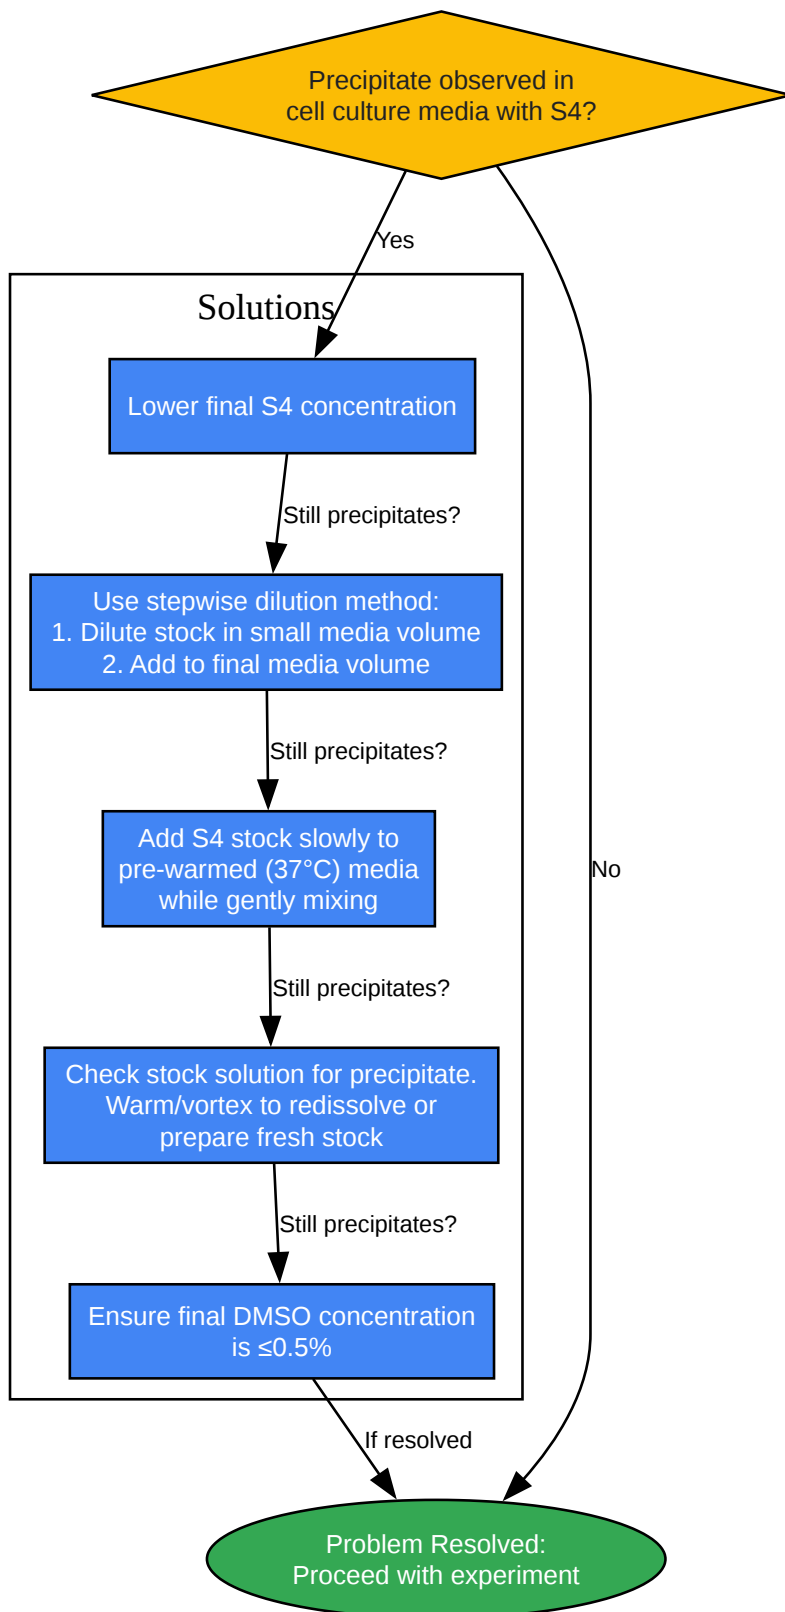 Precipitate observed in
cell culture media with S4?
Yes
No
Solutions
Lower final S4 concentration
Still precipitates?
Use stepwise dilution method:
1. Dilute stock in small media volume
2. Add to final media volume
Still precipitates?
Add S4 stock slowly to
pre-warmed (37°C) media
while gently mixing
Still precipitates?
Check stock solution for precipitate.
Warm/vortex to redissolve or
prepare fresh stock
Still precipitates?
Ensure final DMSO concentration
is ≤0.5%
If resolved
Problem Resolved:
Proceed with experiment